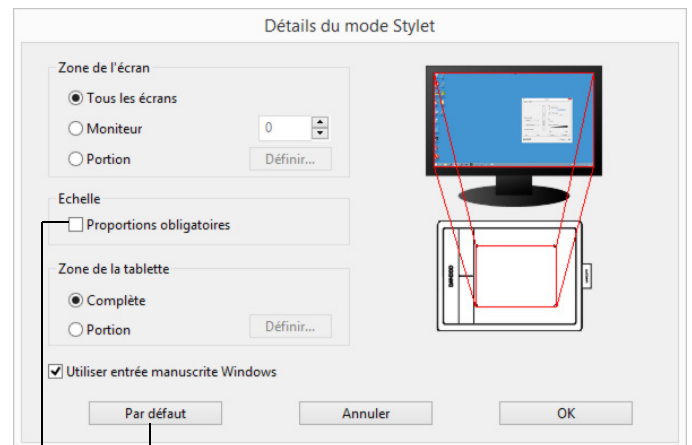 Détails du mode Stylet
Zone de l'écran
Tous les écrans
Moniteur 0
Portion Définir...
Echelle
Proportions obligatoires
Zone de la tablette
Complète
Portion Définir...
Utiliser entrée manuscrite Windows
Par défaut Annuler OK
BAMBOO